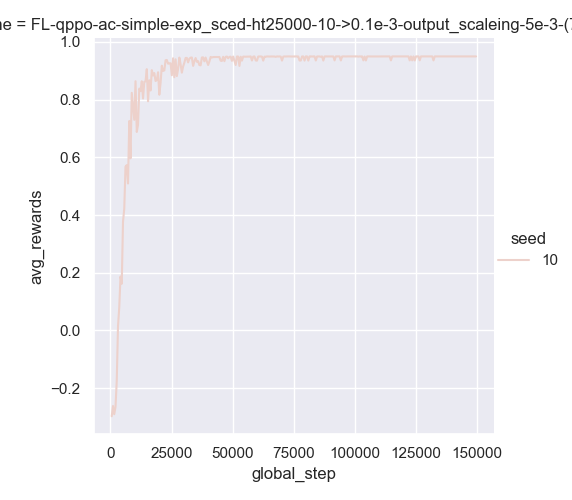 ne = FL-qppo-ac-simple-exp_sced-ht25000-10->0.1e-3-output_scaleing-5e-3-(7
1.0
0.8
0.6
0.4
0.2
0.0
−0.2
avg_rewards
0 25000 50000 75000 100000 125000 150000
global_step
seed
10